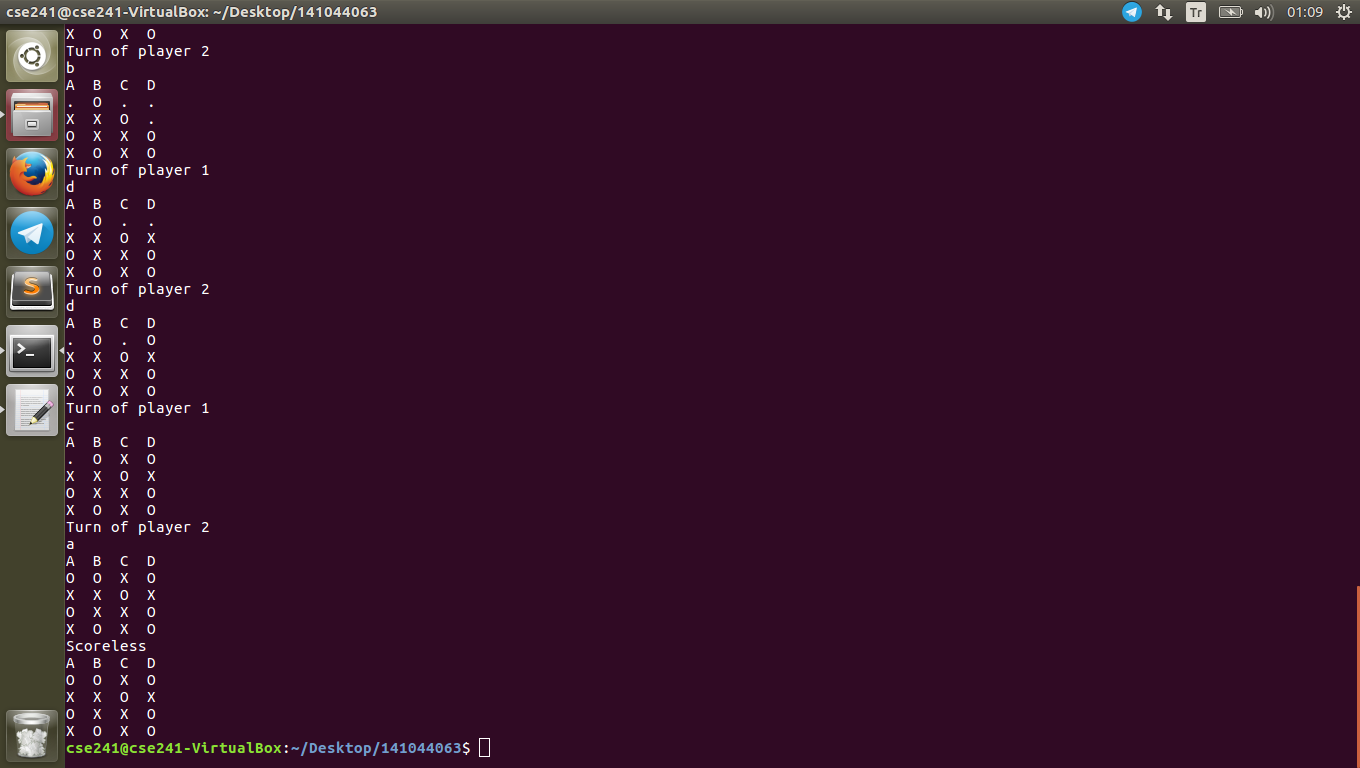 cse241@cse241-VirtualBox: ~/Desktop/141044063
Tr
01:09
X O X O
Turn of player 2
b
A B C D
. O . .
X X O .
O X X O
X O X O
Turn of player 1
d
A B C D
. O . .
X X O X
O X X O
X O X O
Turn of player 2
d
A B C D
. O . O
X X O X
O X X O
X O X O
Turn of player 1
c
A B C D
. O X O
X X O X
O X X O
X O X O
Turn of player 2
a
A B C D
O O X O
X X O X
O X X O
X O X O
Scoreless
A B C D
O O X O
X X O X
O X X O
X O X O
cse241@cse241-VirtualBox:~/Desktop/141044063$